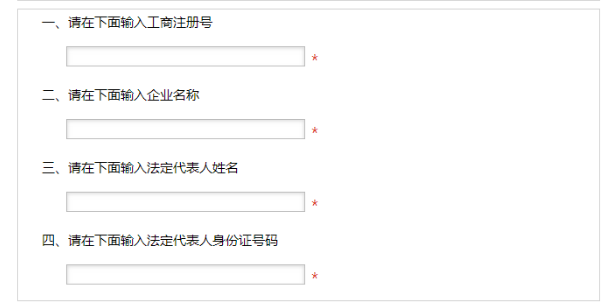 一、请在下面输入工商注册号
*
二、请在下面输入企业名称
*
三、请在下面输入法定代表人姓名
*
四、请在下面输入法定代表人身份证号码
*